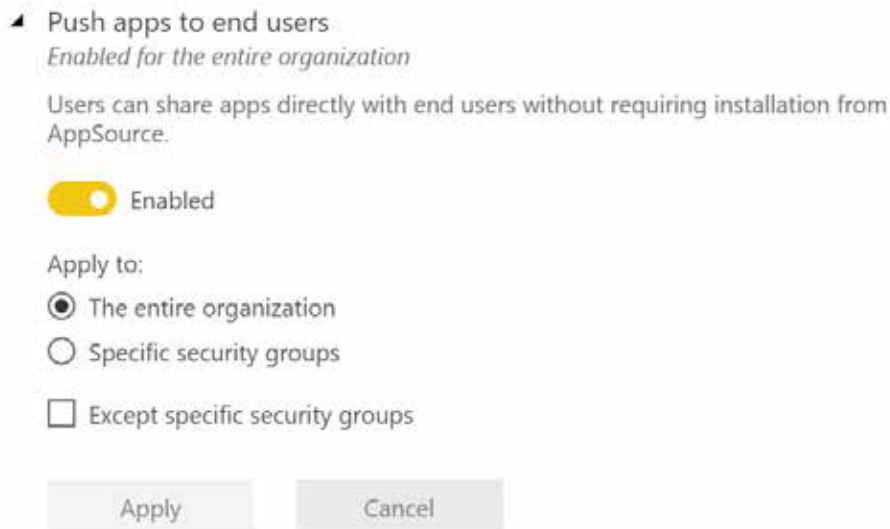 Push apps to end users
Enabled for the entire organization
Users can share apps directly with end users without requiring installation from
AppSource.
Enabled
Apply to:
The entire organization
Specific security groups
Except specific security groups
Apply Cancel